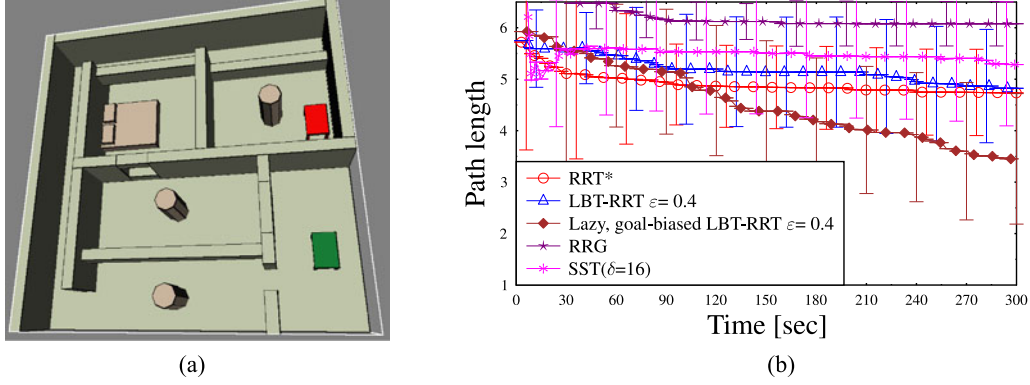 6
5
4
3
2
1
Path length
RRT*
LBT-RRT ε= 0.4
Lazy, goal-biased LBT-RRT ε= 0.4
RRG
SST(δ=16)
0 30 60 90 120 150 180 210 240 270 300
Time [sec]
(a)
(b)